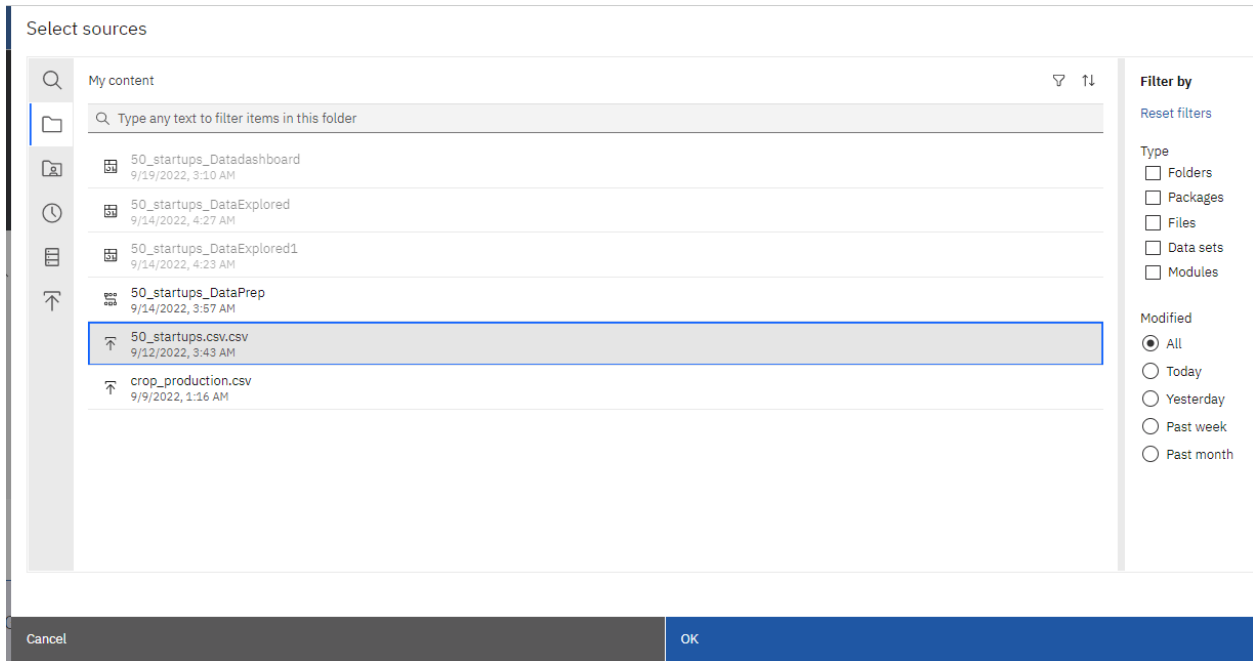 Select sources
My content
Type any text to filter items in this folder
50_startups_Datadashboard
9/19/2022, 3:10 AM
50_startups_DataExplored
9/14/2022, 4:27 AM
50_startups_DataExplored1
9/14/2022, 4:23 AM
50_startups_DataPrep
9/14/2022, 3:57 AM
50_startups.csv.csv
9/12/2022, 3:43 AM
crop_production.csv
9/9/2022, 1:16 AM
Filter by
Reset filters
Type
Folders
Packages
Files
Data sets
Modules
Modified
All
Today
Yesterday
Past week
Past month
Cancel
OK